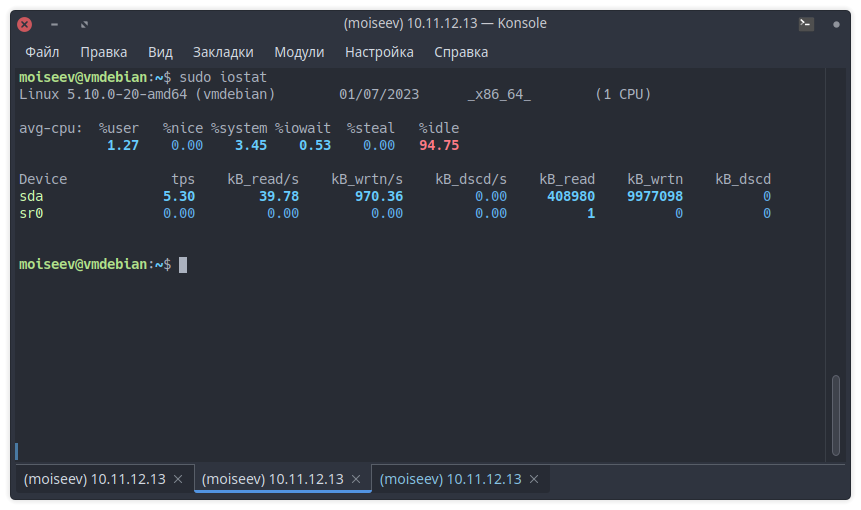 (moiseev) 10.11.12.13 — Konsole
Файл Правка Вид Закладки Модули Настройка Справка
moiseev@vmdebian:~$ sudo iostat
Linux 5.10.0-20-amd64 (vmdebian) 01/07/2023 _x86_64_ (1 CPU)
avg-cpu: %user %nice %system %iowait %steal %idle
1.27 0.00 3.45 0.53 0.00 94.75
Device tps kB_read/s kB_wrtn/s kB_dscd/s kB_read kB_wrtn kB_dscd
sda 5.30 39.78 970.36 0.00 408980 9977098 0
sr0 0.00 0.00 0.00 0.00 1 0 0
moiseev@vmdebian:~$
(moiseev) 10.11.12.13 (moiseev) 10.11.12.13 (moiseev) 10.11.12.13